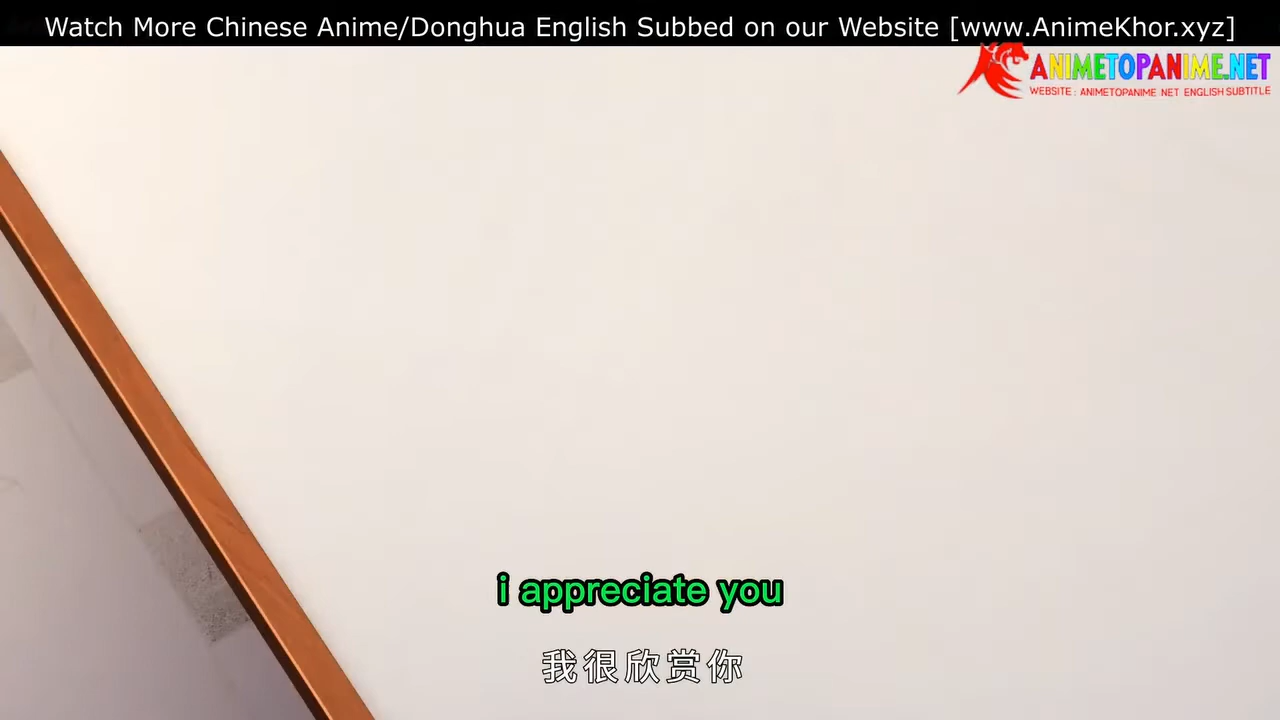 Watch More Chinese Anime/Donghua English Subbed on our Website [www.AnimeKhor.xyz]
ANIMETOPANIME.NET
WEBSITE : ANIMETOPANIME NET ENGLISH SUBTITLE
i appreciate you
我很欣赏你